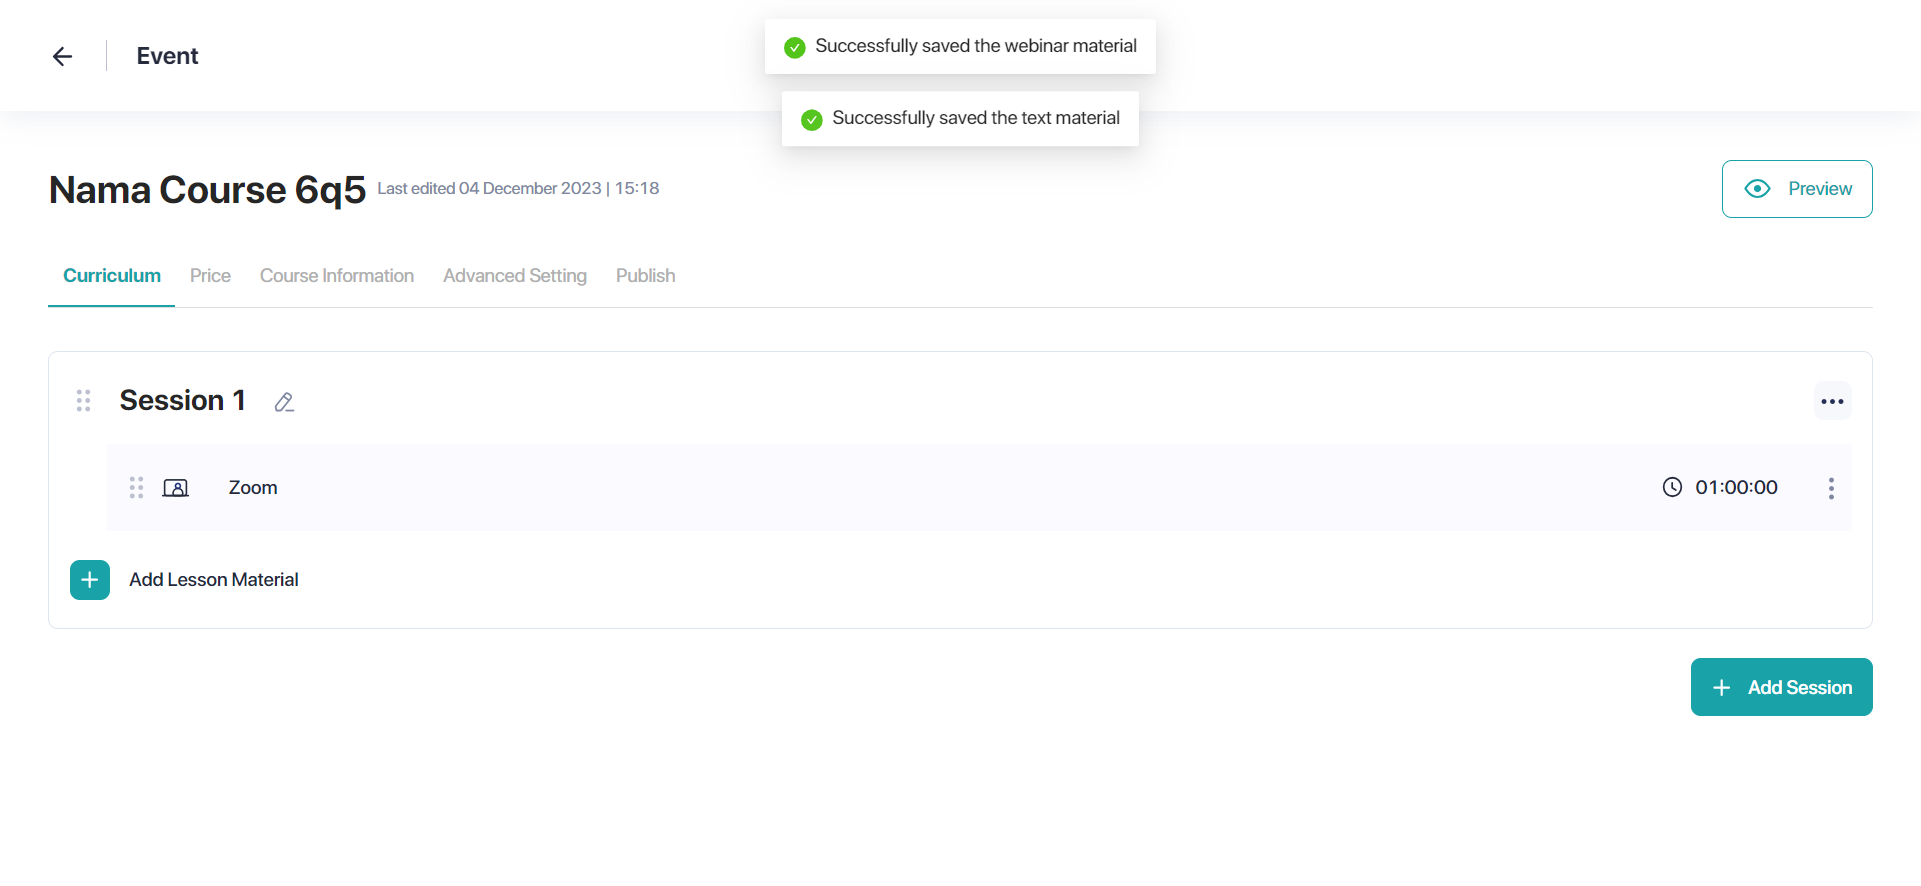 Event
Successfully saved the webinar material
Successfully saved the text material
Nama Course 6q5 Last edited 04 December 2023 | 15:18
Preview
Curriculum Price Course Information Advanced Setting Publish
Session 1
Zoom 01:00:00
Add Lesson Material
Add Session